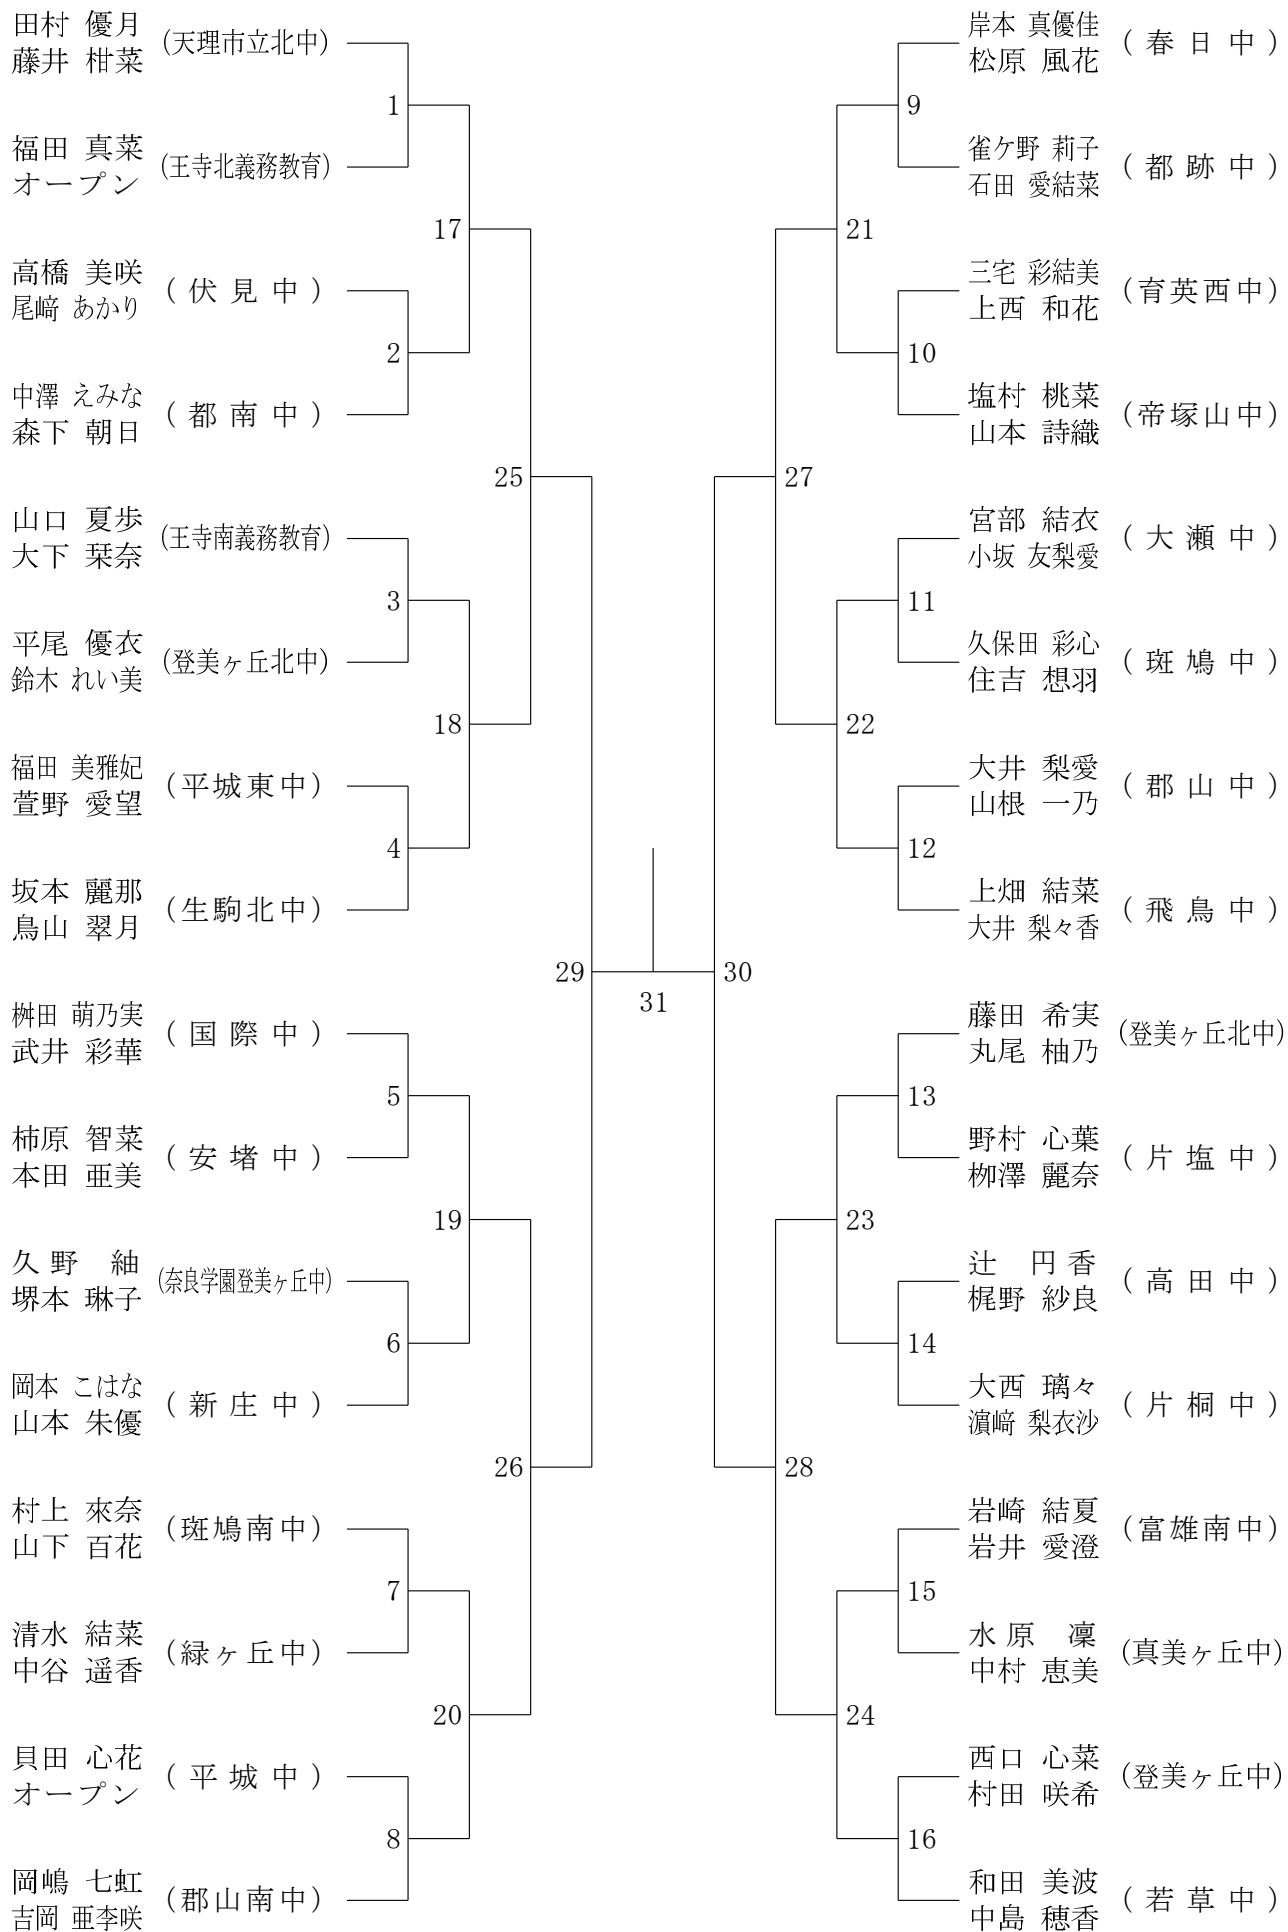 田村 優月
藤井 柑菜
(天理市立北中)
1
福田 真菜
オープン
(王寺北義務教育)
17
高橋 美咲
尾﨑 あかり
(伏見中)
2
中澤 えみな
森下 朝日
(都南中)
25
山口 夏歩
大下 栞奈
(王寺南義務教育)
3
平尾 優衣
鈴木 れい美
(登美ヶ丘北中)
18
福田 美雅妃
萱野 愛望
(平城東中)
4
坂本 麗那
鳥山 翠月
(生駒北中)
29
桝田 萌乃実
武井 彩華
(国際中)
5
柿原 智菜
本田 亜美
(安堵中)
19
久野 紬
堺本 琳子
(奈良学園登美ヶ丘中)
6
岡本 こはな
山本 朱優
(新庄中)
26
村上 來奈
山下 百花
(斑鳩南中)
7
清水 結菜
中谷 遥香
(緑ヶ丘中)
20
貝田 心花
オープン
(平城中)
8
岡嶋 七虹
吉岡 亜李咲
(郡山南中)
31
岸本 真優佳
松原 風花
(春日中)
9
雀ケ野 莉子
石田 愛結菜
(都跡中)
21
三宅 彩結美
上西 和花
(育英西中)
10
塩村 桃菜
山本 詩織
(帝塚山中)
27
宮部 結衣
小坂 友梨愛
(大瀬中)
11
久保田 彩心
住吉 想羽
(斑鳩中)
22
大井 梨愛
山根 一乃
(郡山中)
12
上畑 結菜
大井 梨々香
(飛鳥中)
30
藤田 希実
丸尾 柚乃
(登美ヶ丘北中)
13
野村 心葉
栁澤 麗奈
(片塩中)
23
辻 円香
梶野 紗良
(高田中)
14
大西 璃々
濵﨑 梨衣沙
(片桐中)
28
岩崎 結夏
岩井 愛澄
(富雄南中)
15
水原 凜
中村 恵美
(真美ヶ丘中)
24
西口 心菜
村田 咲希
(登美ヶ丘中)
16
和田 美波
中島 穂香
(若草中)